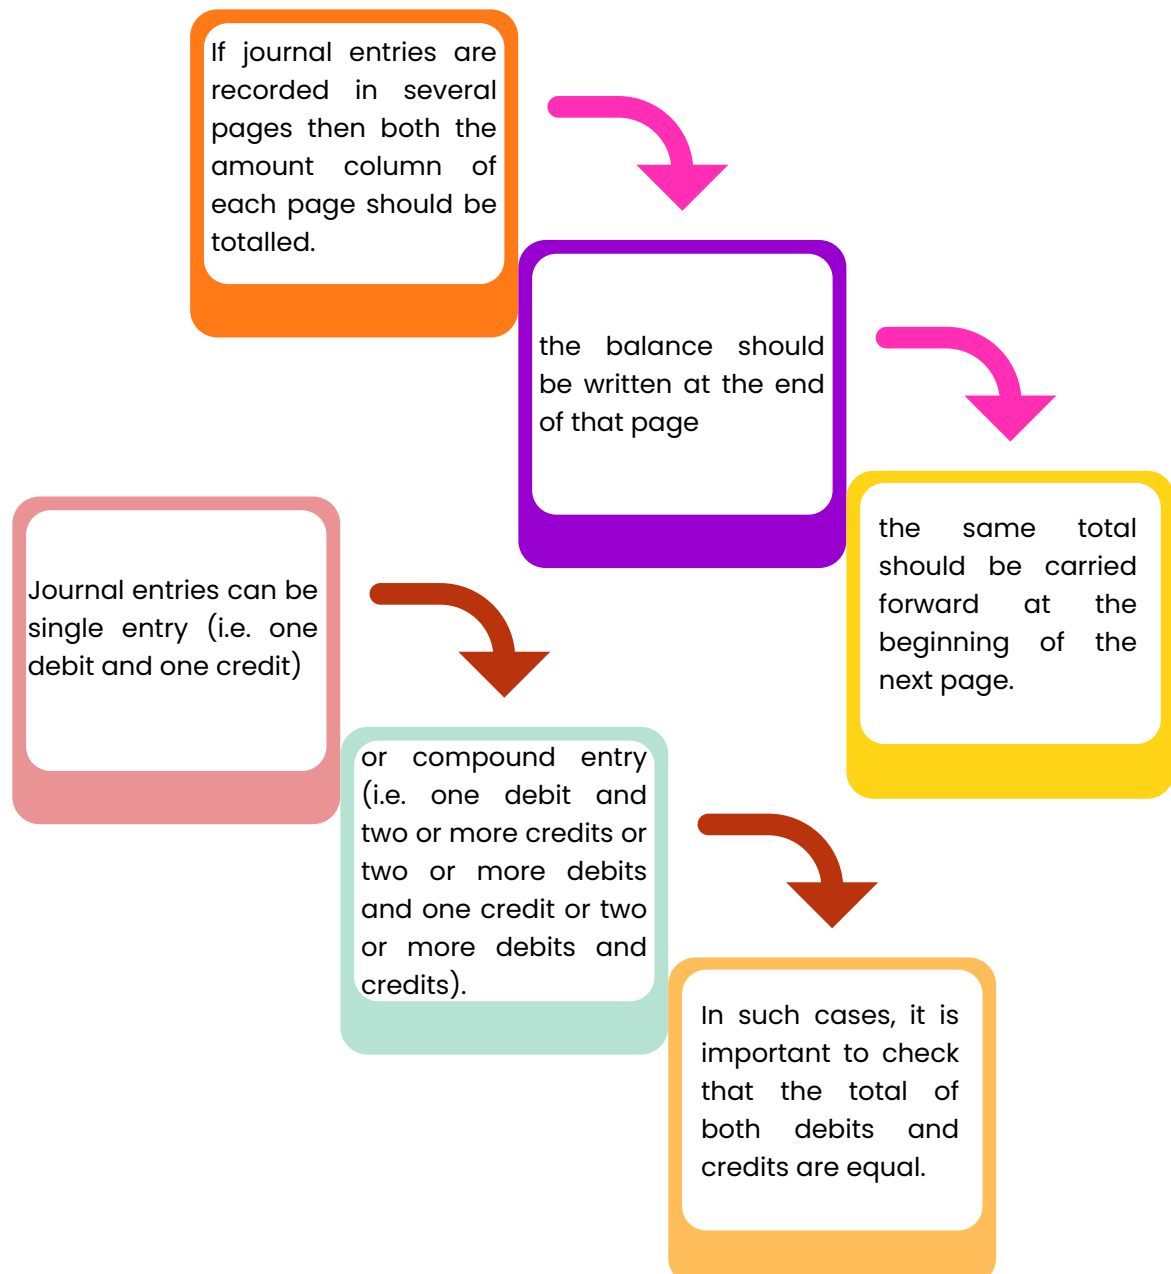 If journal entries are
recorded in several
pages then both the
amount column of
each page should be
totalled.
the balance should
be written at the end
of that page
the same total
should be carried
forward at the
beginning of the
next page.
Journal entries can be
single entry (i.e. one
debit and one credit)
or compound entry
(i.e. one debit and
two or more credits or
two or more debits
and one credit or two
or more debits and
credits).
In such cases, it is
important to check
that the total of
both debits and
credits are equal.